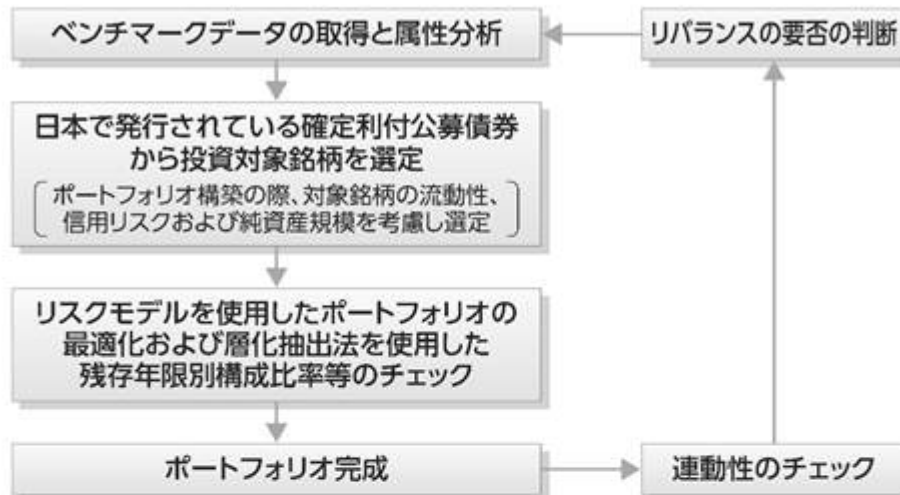 ベンチマークデータの取得と属性分析
リバランスの要否の判断
日本で発行されている確定利付公募債券
から投資対象銘柄を選定
ポートフォリオ構築の際、対象銘柄の流動性、
信用リスクおよび純資産規模を考慮し選定
リスクモデルを使用したポートフォリオの
最適化および層化抽出法を使用した
残存年限別構成比率等のチェック
ポートフォリオ完成
連動性のチェック